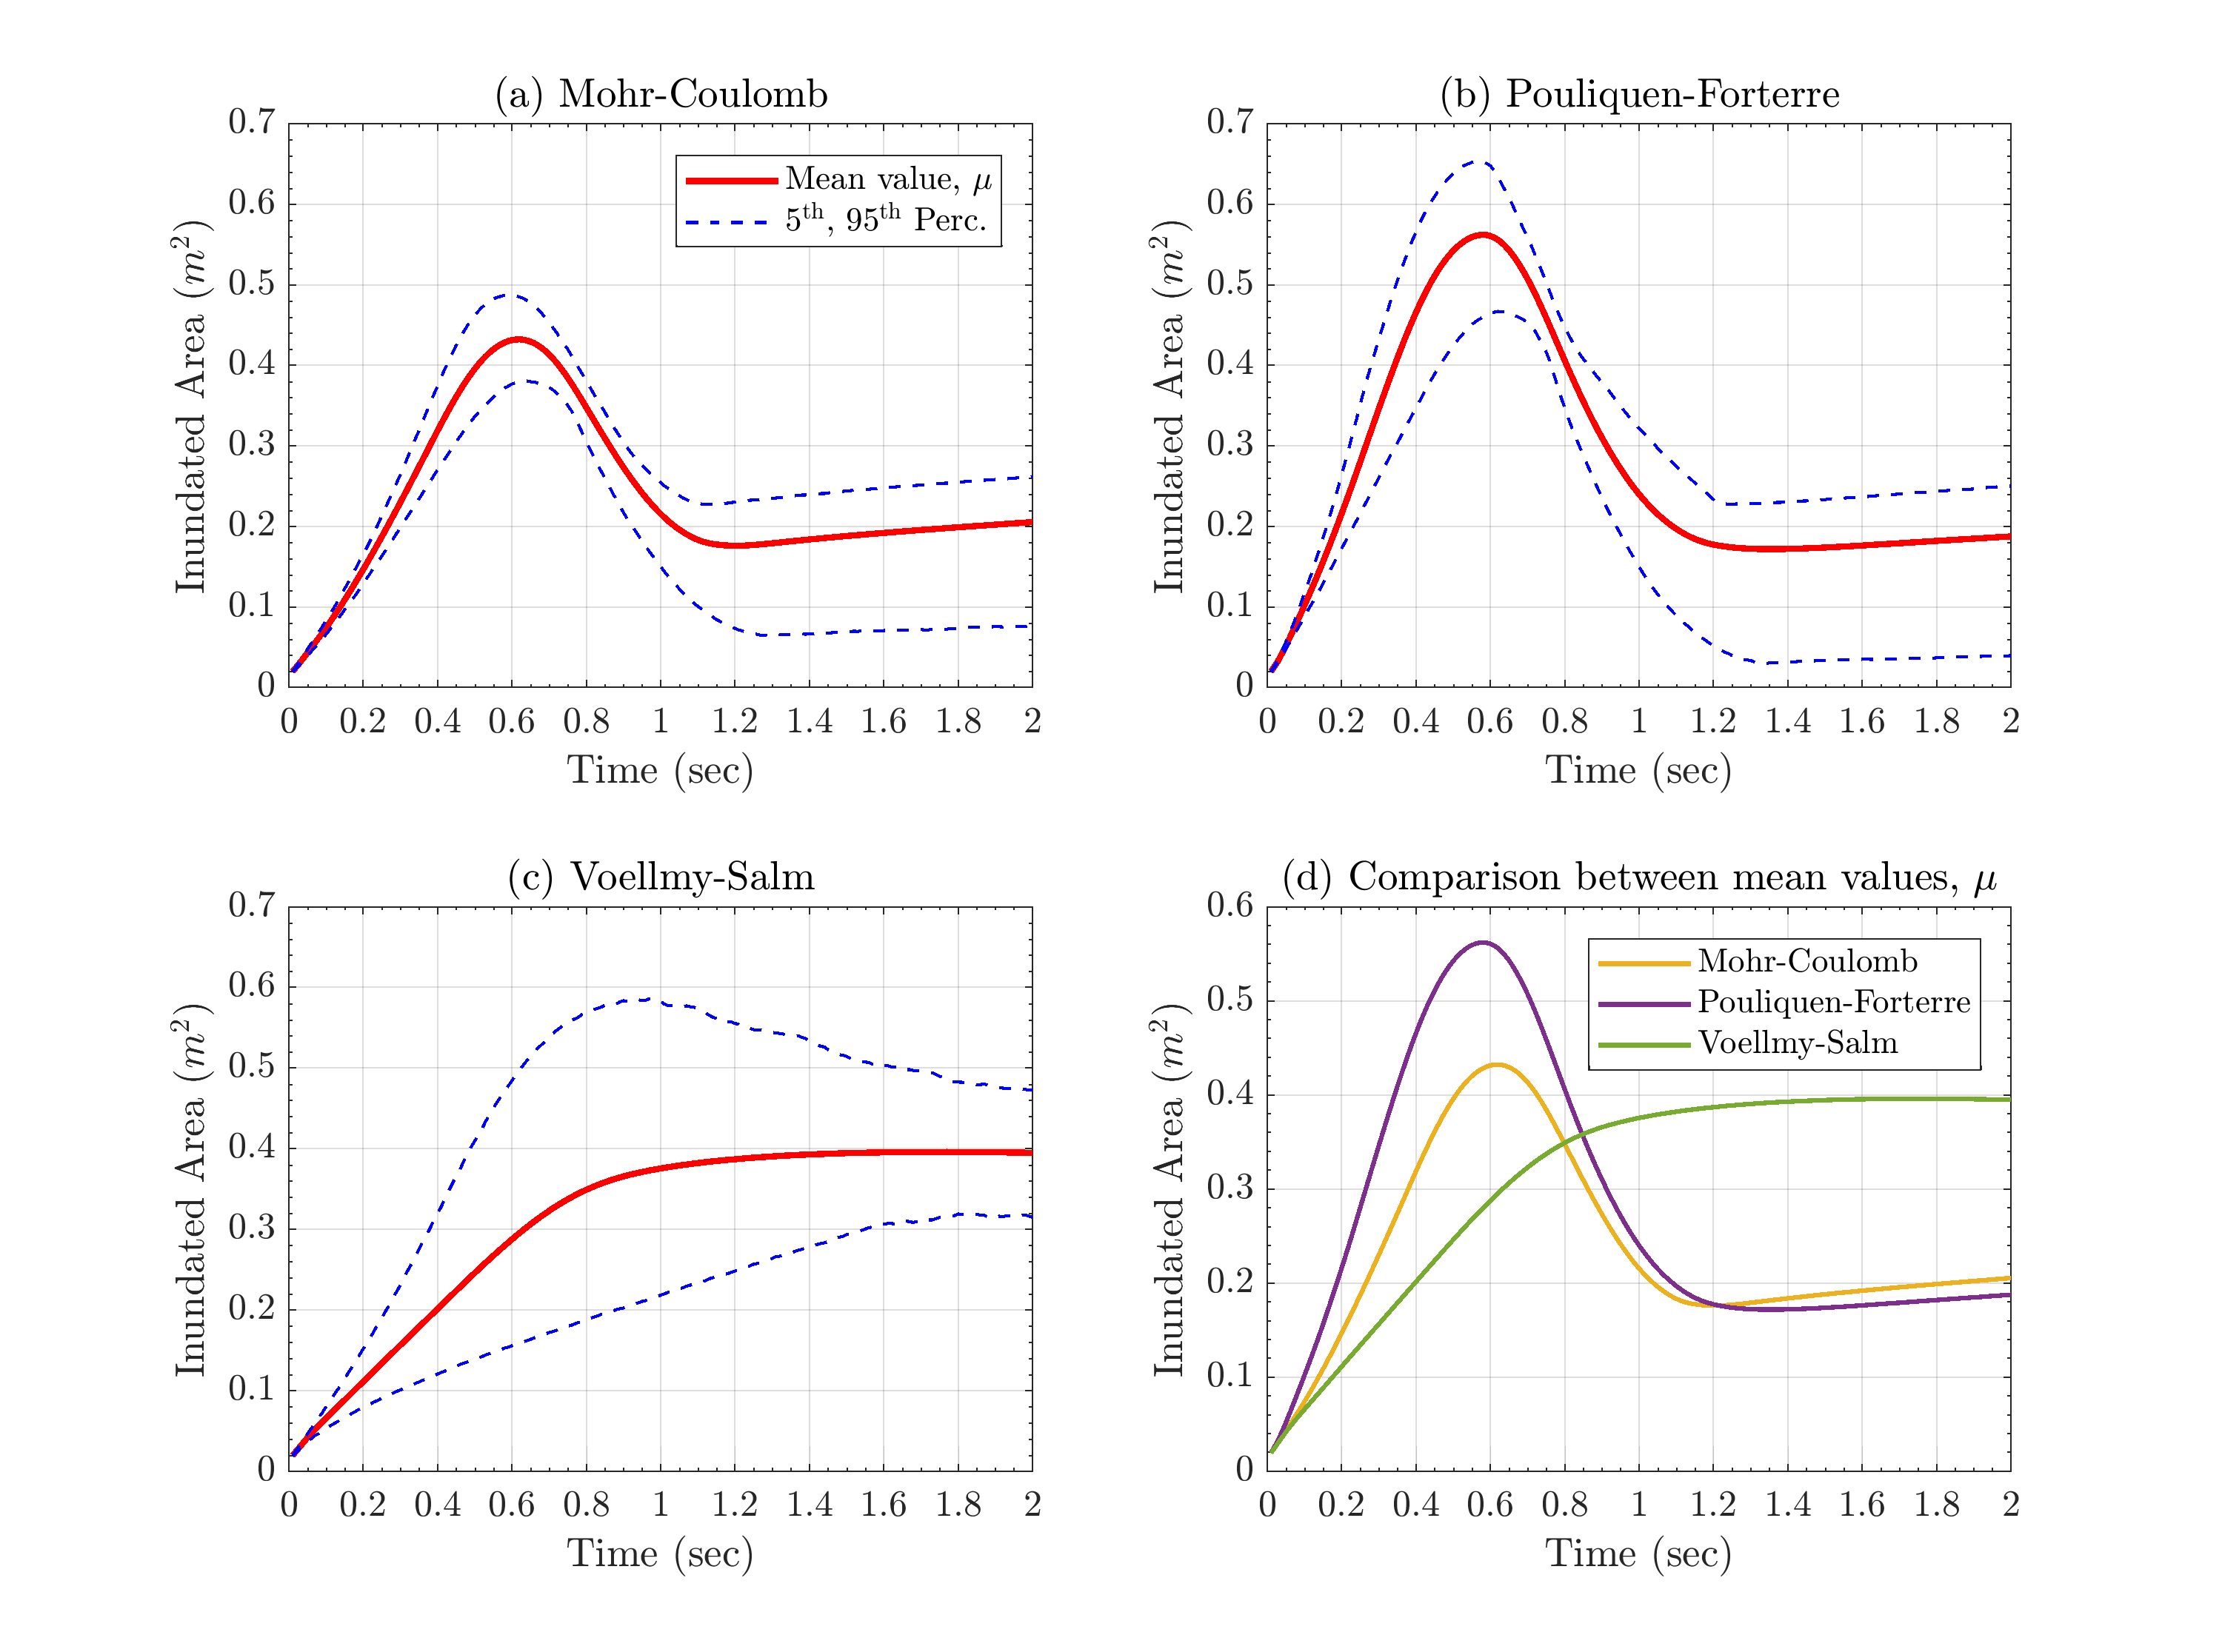 (a) Mohr-Coulomb
Inundated Area (m²)
0.7
0.6
0.5
0.4
0.3
0.2
0.1
0
0 0.2 0.4 0.6 0.8 1 1.2 1.4 1.6 1.8 2
Time (sec)
Mean value, μ
5th, 95th Perc.
(b) Pouliquen-Forterre
Inundated Area (m²)
0.7
0.6
0.5
0.4
0.3
0.2
0.1
0
0 0.2 0.4 0.6 0.8 1 1.2 1.4 1.6 1.8 2
Time (sec)
(c) Voellmy-Salm
Inundated Area (m²)
0.7
0.6
0.5
0.4
0.3
0.2
0.1
0
0 0.2 0.4 0.6 0.8 1 1.2 1.4 1.6 1.8 2
Time (sec)
(d) Comparison between mean values, μ
Inundated Area (m²)
0.6
0.5
0.4
0.3
0.2
0.1
0
0 0.2 0.4 0.6 0.8 1 1.2 1.4 1.6 1.8 2
Time (sec)
Mohr-Coulomb
Pouliquen-Forterre
Voellmy-Salm